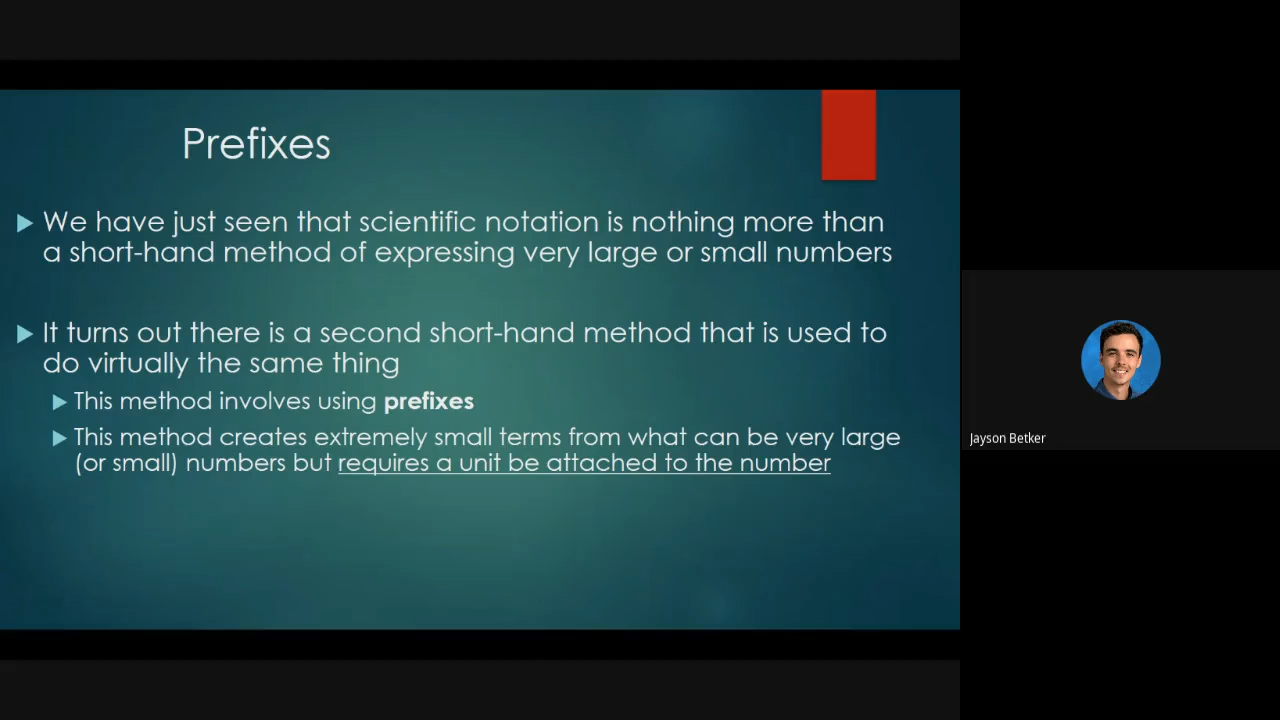 Prefixes
We have just seen that scientific notation is nothing more than
a short-hand method of expressing very large or small numbers
It turns out there is a second short-hand method that is used to
do virtually the same thing
This method involves using prefixes
This method creates extremely small terms from what can be very large
(or small) numbers but requires a unit be attached to the number
Jayson Betker